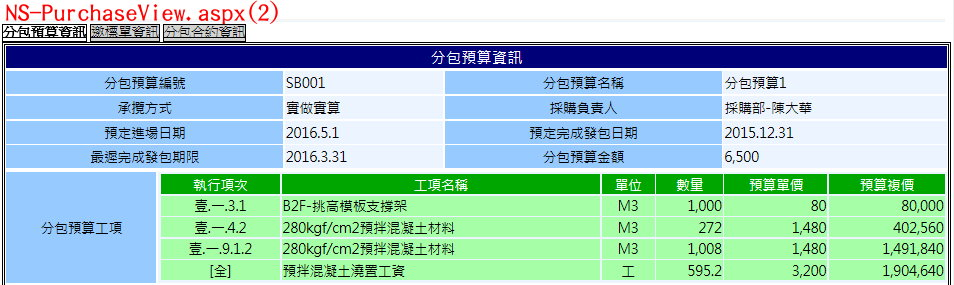 NS-PurchaseView.aspx(2)
分包預算資訊 邀標單資訊 分包合約資訊
分包預算資訊
分包預算編號 SB001 分包預算名稱 分包預算1
承攬方式 實做實算 採購負責人 採購部-陳大華
預定進場日期 2016.5.1 預定完成發包日期 2015.12.31
最遲完成發包期限 2016.3.31 分包預算金額 6,500
分包預算工項
執行項次 工項名稱 單位 數量 預算單價 預算複價
壹.一.3.1 B2F-挑高模板支撐架 M3 1,000 80 80,000
壹.一.4.2 280kgf/cm2預拌混凝土材料 M3 272 1,480 402,560
壹.一.9.1.2 280kgf/cm2預拌混凝土材料 M3 1,008 1,480 1,491,840
[全] 預拌混凝土澆置工資 工 595.2 3,200 1,904,640